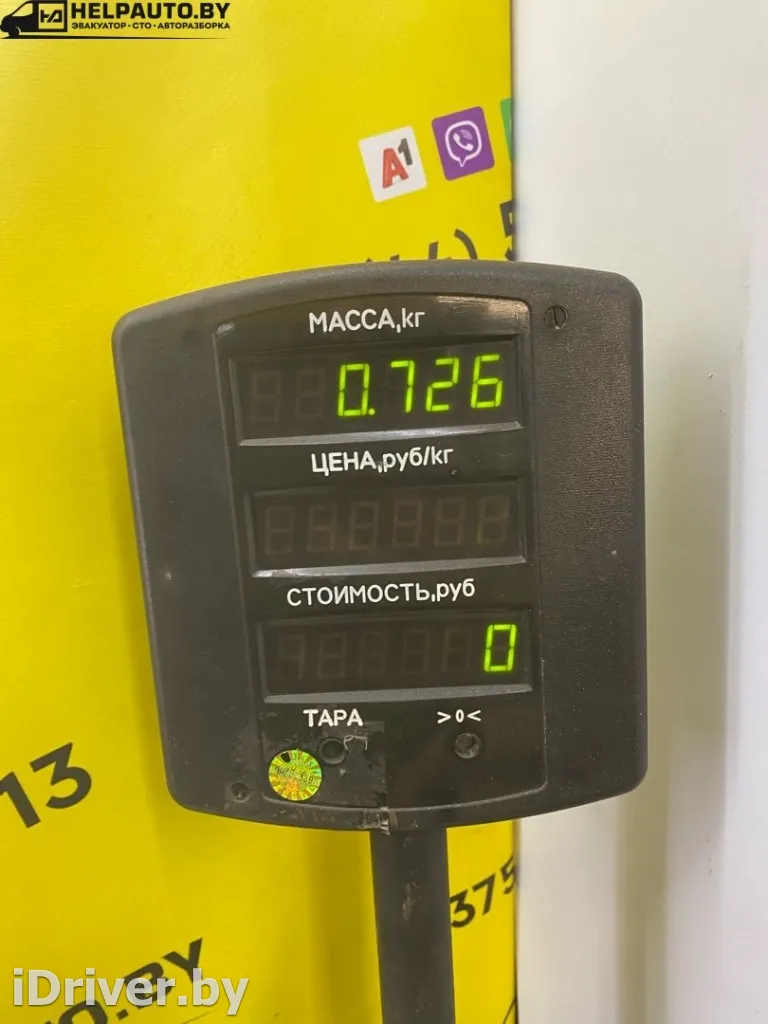 HELPAUTO.BY
ЭВАКУАТОР·СТО·АВТОРАЗБОРКА
A1
МАССА,кг
0.726
ЦЕНА,руб/кг
СТОИМОСТЬ,руб
0
ТАРА
>0<
13
375
.BY
iDriver.by